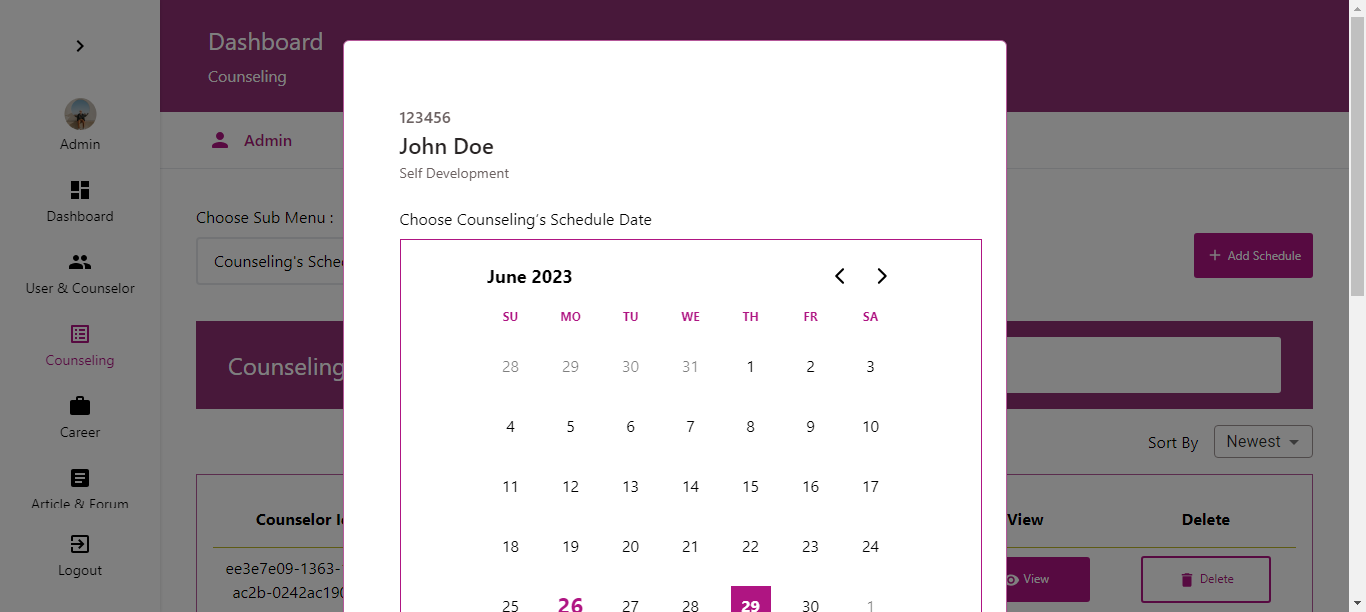 Dashboard
Counseling
Admin
Dashboard
User & Counselor
Counseling
Career
Article & Forum
Logout
Admin
Choose Sub Menu :
Counseling's
+ Add Schedule
Counseling
Sort By Newest
Counselor
View Delete
ee3e7e09-1363-
View Delete
123456
John Doe
Self Development
Choose Counseling's Schedule Date
June 2023
SU MO TU WE TH FR SA
28 29 30 31 1 2 3
4 5 6 7 8 9 10
11 12 13 14 15 16 17
18 19 20 21 22 23 24
25 26 27 28 29 30 1